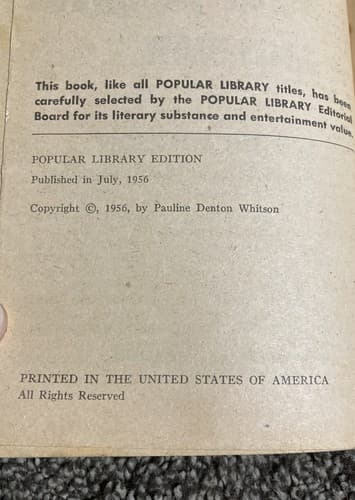 This book, like all POPULAR LIBRARY titles, has been
carefully selected by the POPULAR LIBRARY Editorial
Board for its literary substance and entertainment value.
POPULAR LIBRARY EDITION
Published in July, 1956
Copyright ©, 1956, by Pauline Denton Whitson
PRINTED IN THE UNITED STATES OF AMERICA
All Rights Reserved